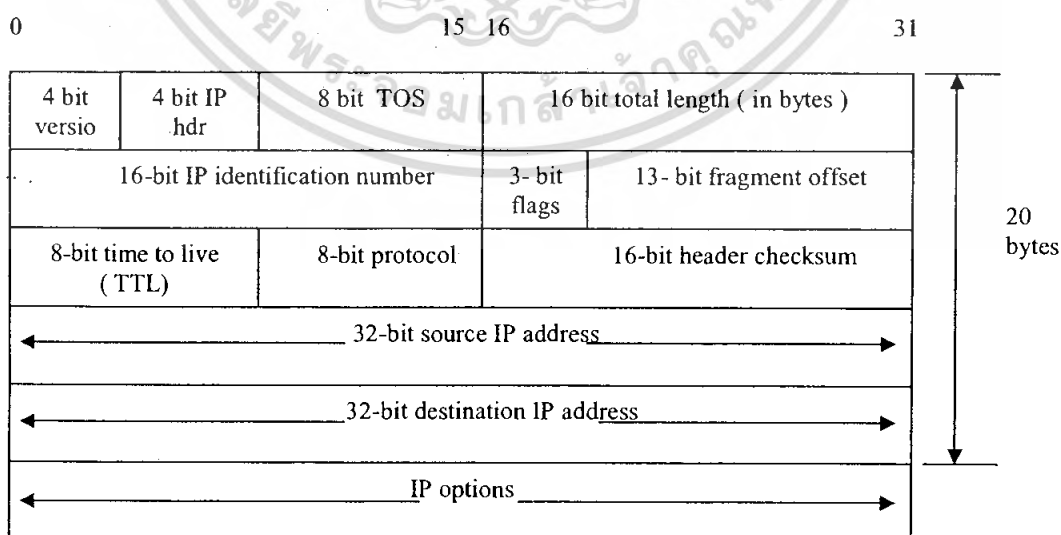 0 15 16 31
4 bit versio
4 bit IP hdr
8 bit TOS
16 bit total length ( in bytes )
16-bit IP identification number
3- bit flags
13- bit fragment offset
20 bytes
8-bit time to live ( TTL)
8-bit protocol
16-bit header checksum
32-bit source IP address
32-bit destination IP address
IP options